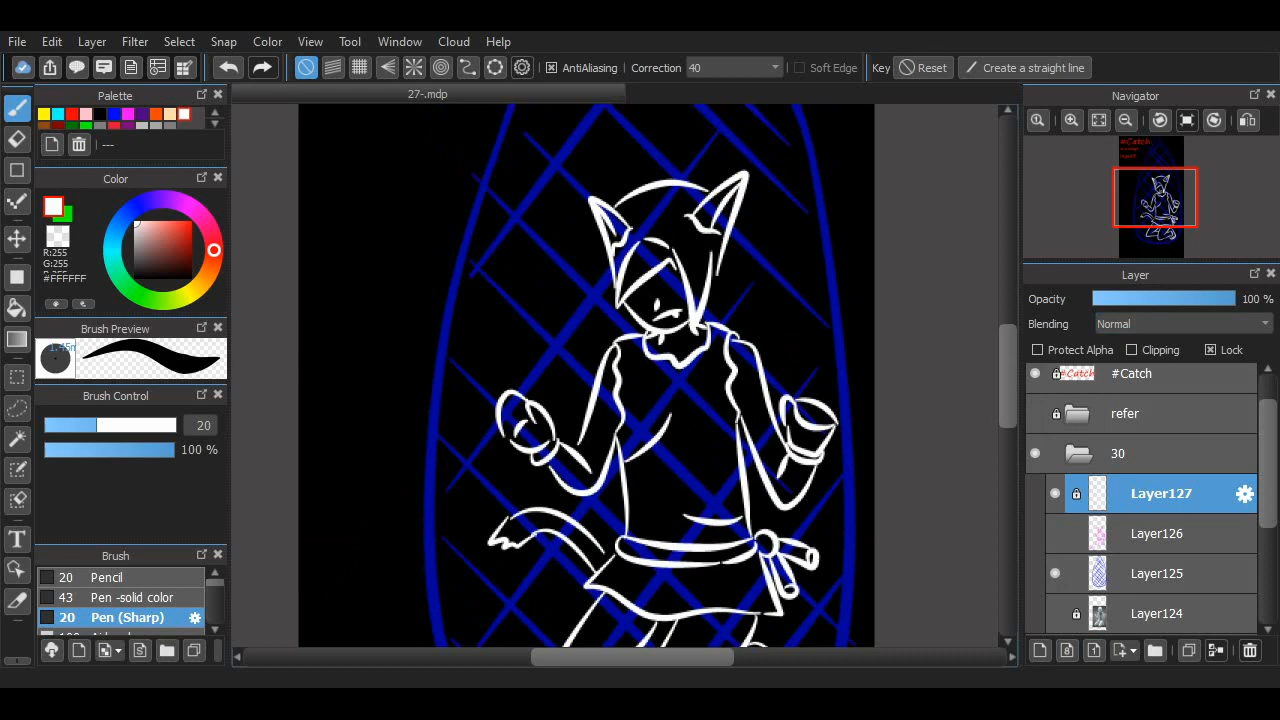 File Edit Layer Filter Select Snap Color View Tool Window Cloud Help
AntiAliasing Correction 40 Soft Edge Key Reset Create a straight line
Palette
27-.mdp
Navigator
---
#Catch
Color
R:255
G:255
#FFFFFF
Layer
Opacity 100 %
Blending Normal
Protect Alpha Clipping Lock
Brush Preview
#Catch #Catch
Brush Control
refer
20
30
100 %
Layer127
Layer126
Layer125
Layer124
Brush
20 Pencil
43 Pen -solid color
20 Pen (Sharp)